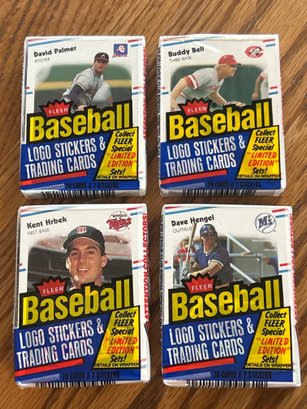 David Palmer
PITCHER
FLEER
Baseball
LOGO STICKERS &
TRADING CARDS
Collect
FLEER
Special
"LIMITED
EDITION"
Sets!
DETAILS ON WRAPPER
Buddy Bell
THIRD BASE
FLEER
Baseball
LOGO STICKERS &
TRADING CARDS
Collect
FLEER
Special
"LIMITED
EDITION"
Sets!
DETAILS ON WRAPPER
Kent Hrbek
FIRST BASE
Twins
FLEER
Baseball
LOGO STICKERS &
TRADING CARDS
Collect
FLEER
Special
"LIMITED
EDITION"
Sets!
DETAILS ON WRAPPER
Dave Hengel
OUTFIELD
M's
FLEER
Baseball
LOGO STICKERS &
TRADING CARDS
Collect
FLEER
Special
"LIMITED
EDITION"
Sets!
DETAILS ON WRAPPER